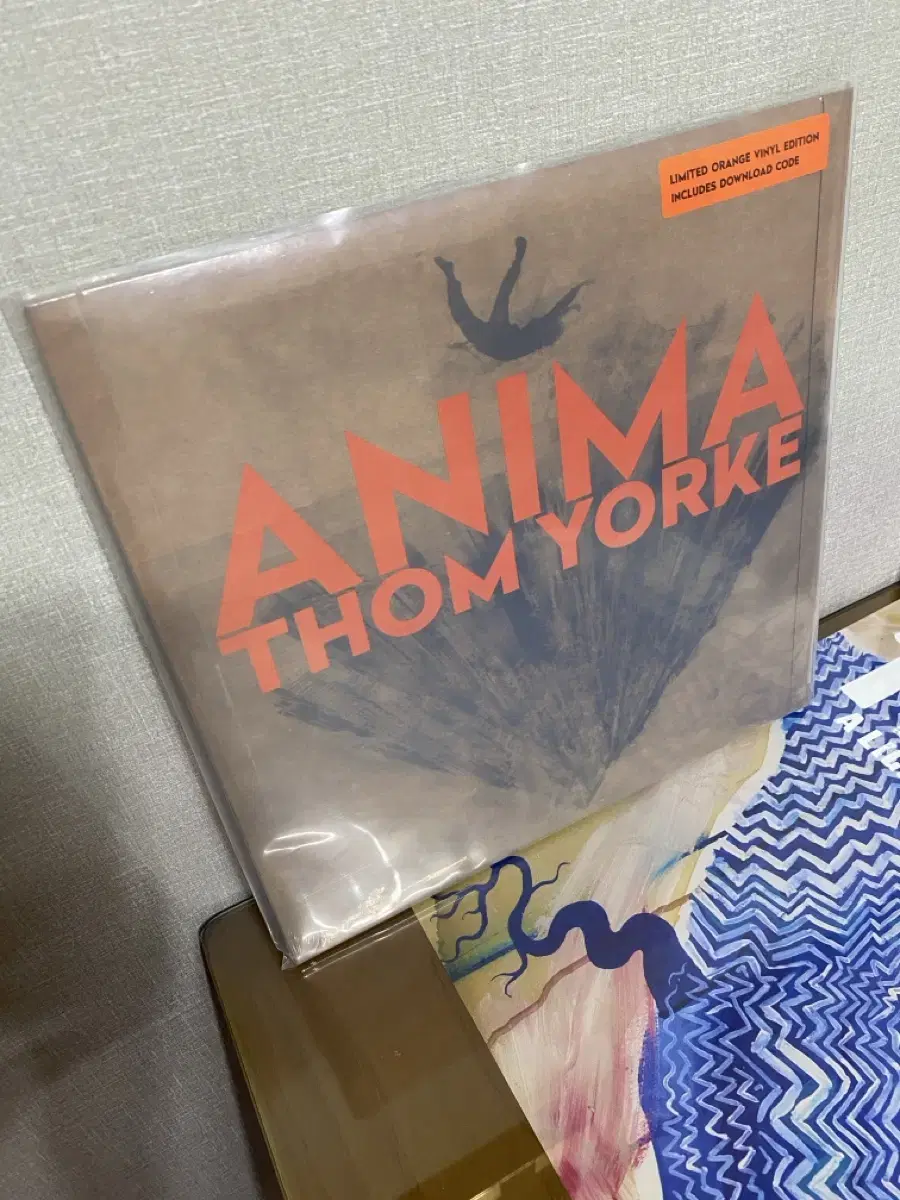 LIMITED ORANGE VINYL EDITION
INCLUDES DOWNLOAD CODE
ANIMA
THOM YORKE
A